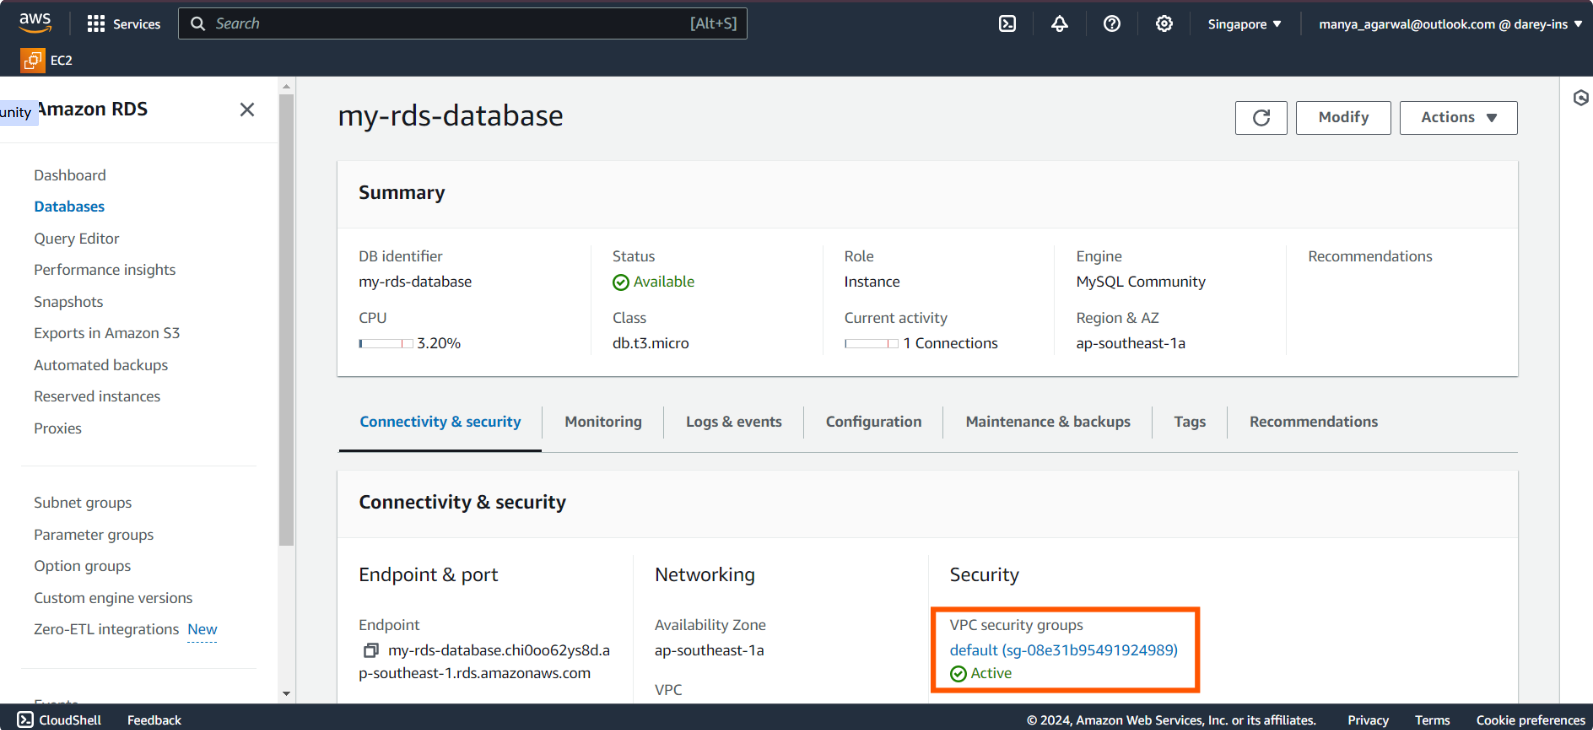 aws
Services
Search
[Alt+S]
Singapore
manya_agarwal@outlook.com @ darey-ins
EC2
unity
Amazon RDS
Dashboard
Databases
Query Editor
Performance insights
Snapshots
Exports in Amazon S3
Automated backups
Reserved instances
Proxies
Subnet groups
Parameter groups
Option groups
Custom engine versions
Zero-ETL integrations New
Events
my-rds-database
Modify
Actions
Summary
DB identifier
my-rds-database
Status
Available
Role
Instance
Engine
MySQL Community
Recommendations
CPU
3.20%
Class
db.t3.micro
Current activity
1 Connections
Region & AZ
ap-southeast-1a
Connectivity & security
Monitoring
Logs & events
Configuration
Maintenance & backups
Tags
Recommendations
Connectivity & security
Endpoint & port
Endpoint
my-rds-database.chi0oo62ys8d.a
p-southeast-1.rds.amazonaws.com
Networking
Availability Zone
ap-southeast-1a
VPC
Security
VPC security groups
default (sg-08e31b95491924989)
Active
CloudShell
Feedback
© 2024, Amazon Web Services, Inc. or its affiliates.
Privacy
Terms
Cookie preferences